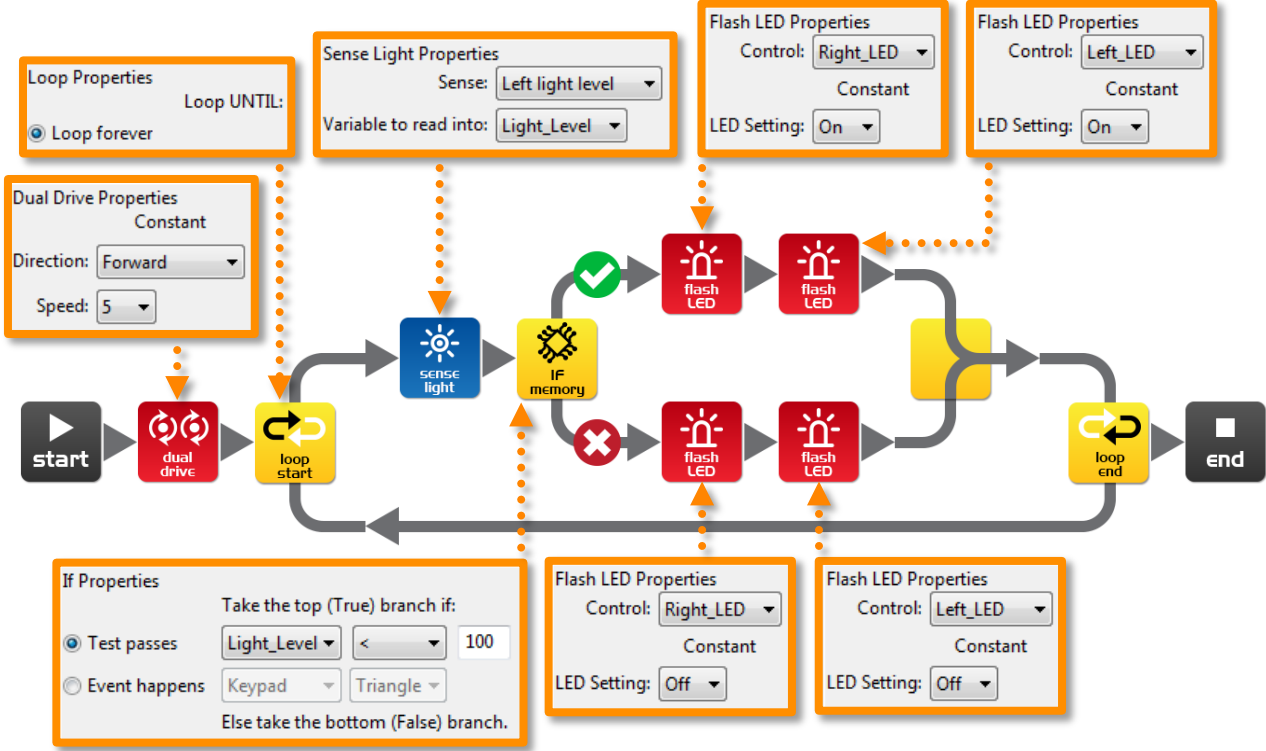 Loop Properties
Loop UNTIL:
Loop forever
Sense Light Properties
Sense: Left light level
Variable to read into: Light_Level
Flash LED Properties
Control: Right_LED
Constant
LED Setting: On
Flash LED Properties
Control: Left_LED
Constant
LED Setting: On
Dual Drive Properties
Constant
Direction: Forward
Speed: 5
start
dual
drive
loop
start
sense
light
IF
memory
flash
LED
flash
LED
flash
LED
flash
LED
loop
end
end
If Properties
Take the top (True) branch if:
Test passes Light_Level < 100
Event happens Keypad Triangle
Else take the bottom (False) branch.
Flash LED Properties
Control: Right_LED
Constant
LED Setting: Off
Flash LED Properties
Control: Left_LED
Constant
LED Setting: Off